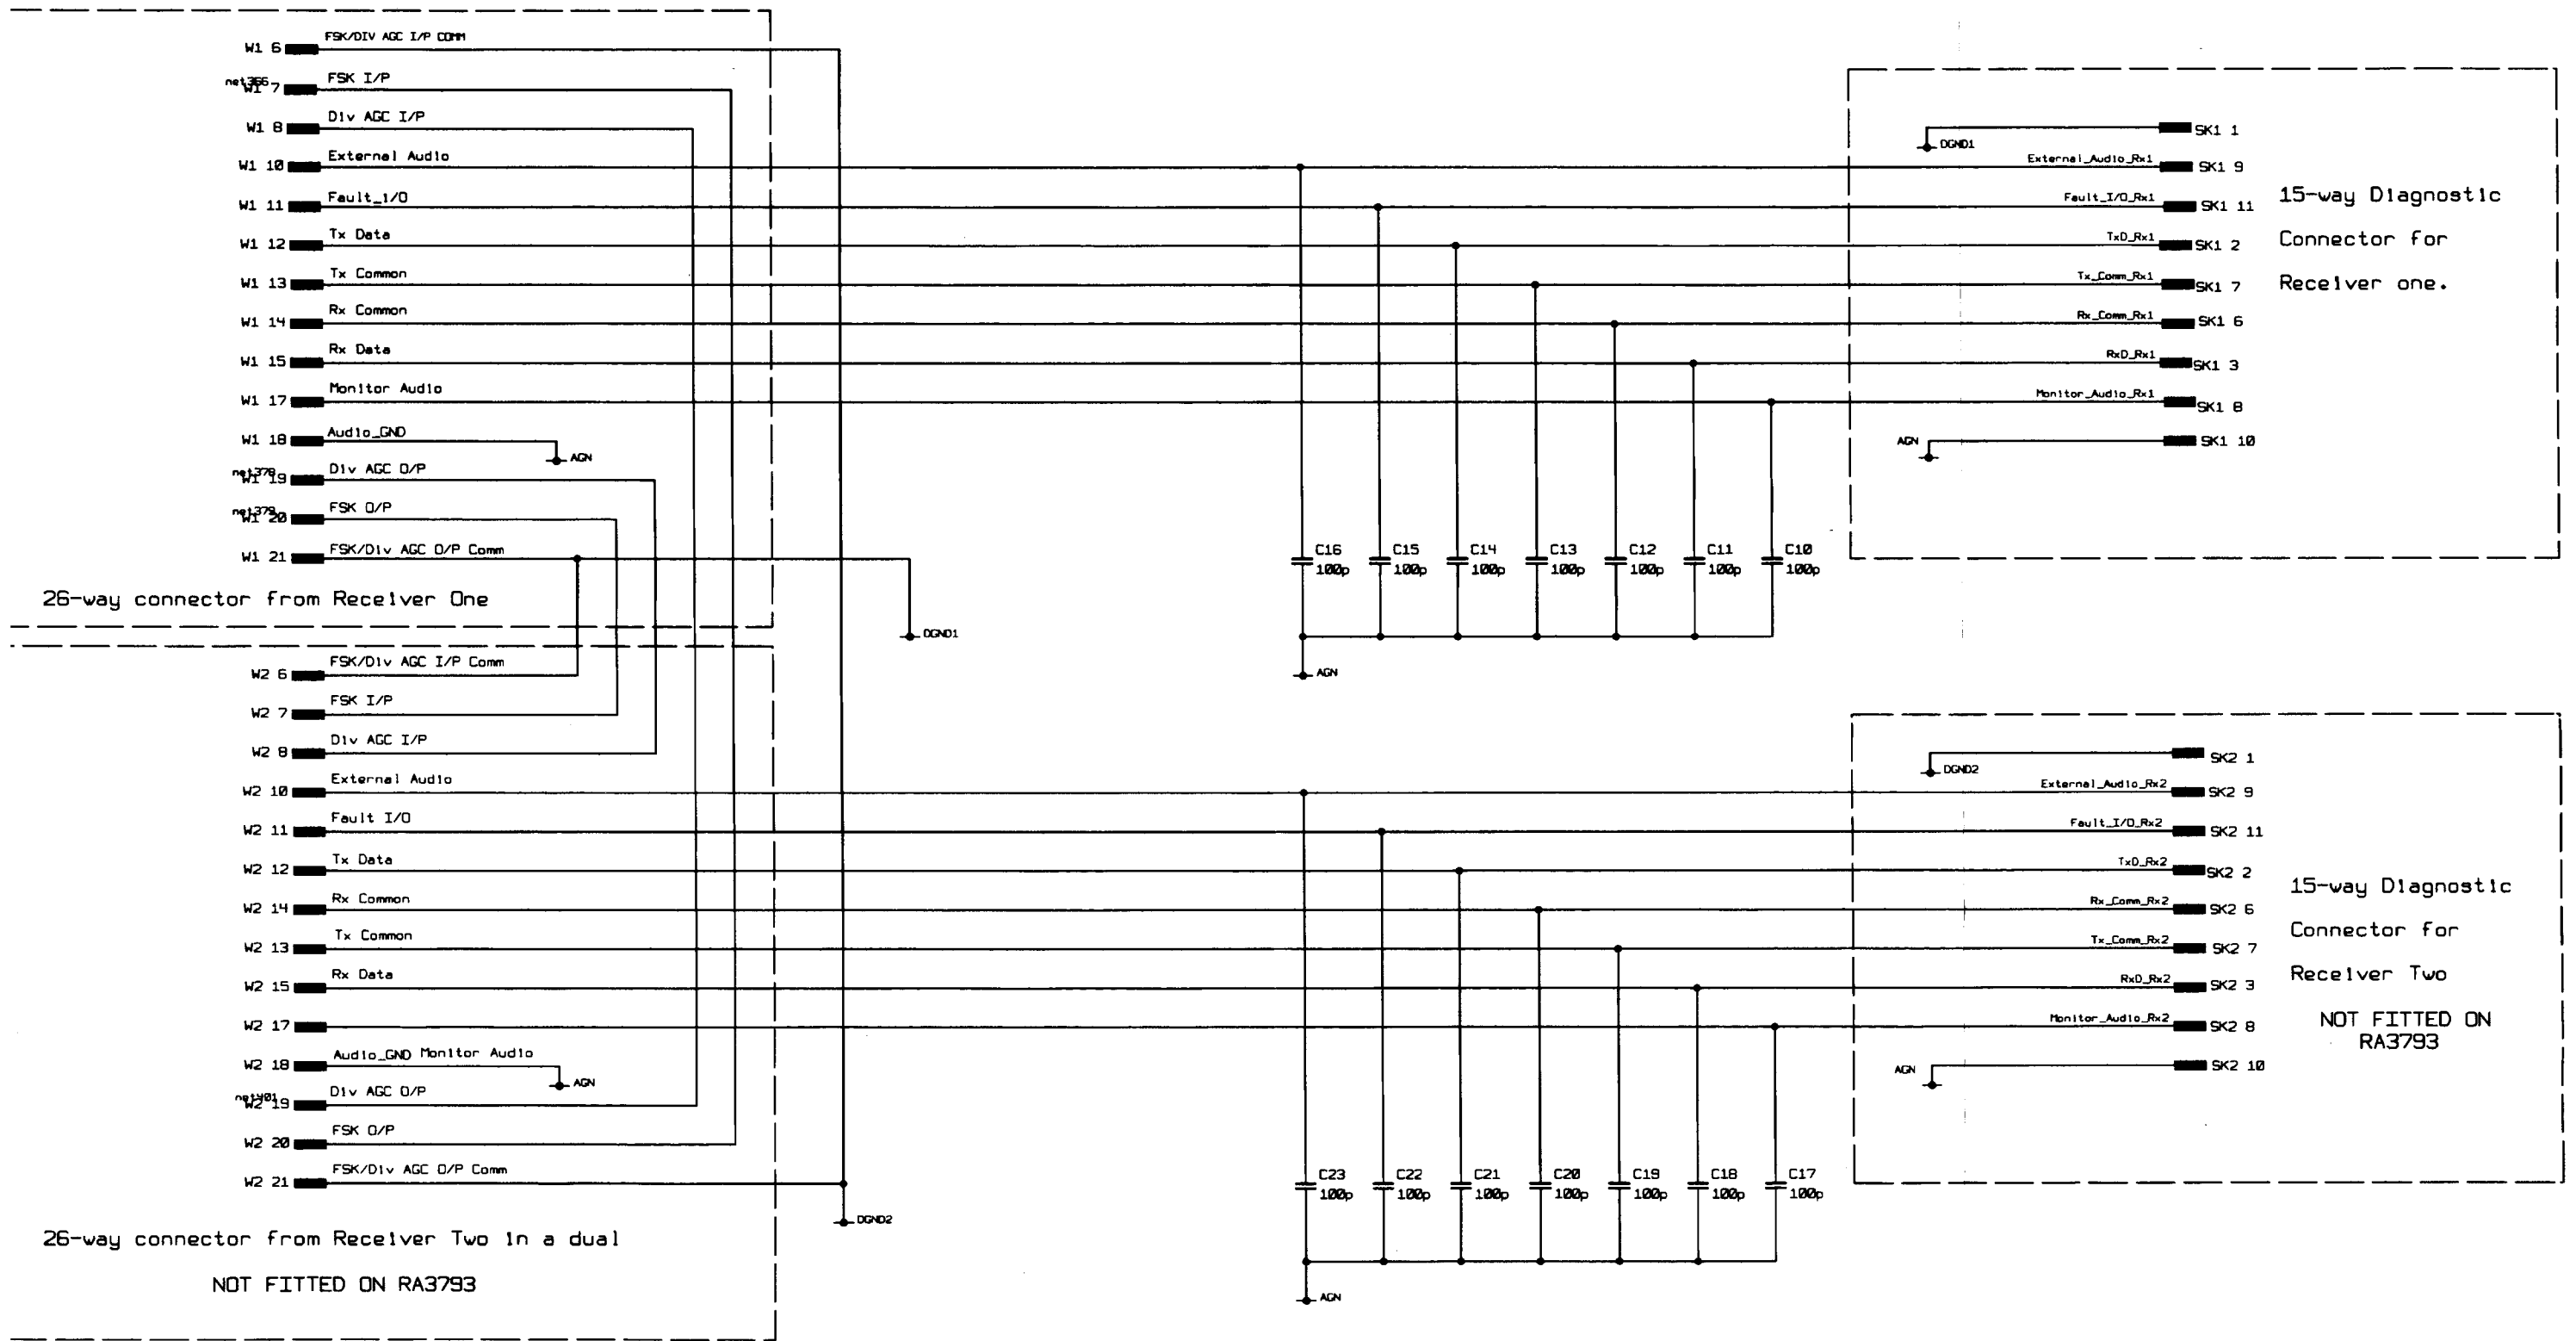 W1 6 FSK/DIV AGC I/P COMM
net366
W1 7 FSK I/P
W1 8 Div AGC I/P
W1 10 External Audio
W1 11 Fault_i/O
W1 12 Tx Data
W1 13 Tx Common
W1 14 Rx Common
W1 15 Rx Data
W1 17 Monitor Audio
W1 18 Audio_GND
AGN
net378
W1 19 Div AGC O/P
net379
W1 20 FSK O/P
W1 21 FSK/Div AGC O/P Comm
26-way connector from Receiver One
DGND1
C16 100p
C15 100p
C14 100p
C13 100p
C12 100p
C11 100p
C10 100p
AGN
SK1 1
DGND1
External_Audio_Rx1 SK1 9
Fault_I/O_Rx1 SK1 11
TxD_Rx1 SK1 2
Tx_Comm_Rx1 SK1 7
Rx_Comm_Rx1 SK1 6
RxD_Rx1 SK1 3
Monitor_Audio_Rx1 SK1 8
AGN SK1 10
15-way Diagnostic
Connector for
Receiver one.
W2 6 FSK/Div AGC I/P Comm
W2 7 FSK I/P
W2 8 Div AGC I/P
W2 10 External Audio
W2 11 Fault I/O
W2 12 Tx Data
W2 14 Rx Common
W2 13 Tx Common
W2 15 Rx Data
W2 17
W2 18 Audio_GND Monitor Audio
AGN
net401
W2 19 Div AGC O/P
W2 20 FSK O/P
W2 21 FSK/Div AGC O/P Comm
DGND2
26-way connector from Receiver Two in a dual
NOT FITTED ON RA3793
C23 100p
C22 100p
C21 100p
C20 100p
C19 100p
C18 100p
C17 100p
AGN
SK2 1
DGND2
External_Audio_Rx2 SK2 9
Fault_I/O_Rx2 SK2 11
TxD_Rx2 SK2 2
Rx_Comm_Rx2 SK2 6
Tx_Comm_Rx2 SK2 7
RxD_Rx2 SK2 3
Monitor_Audio_Rx2 SK2 8
AGN SK2 10
15-way Diagnostic
Connector for
Receiver Two
NOT FITTED ON
RA3793